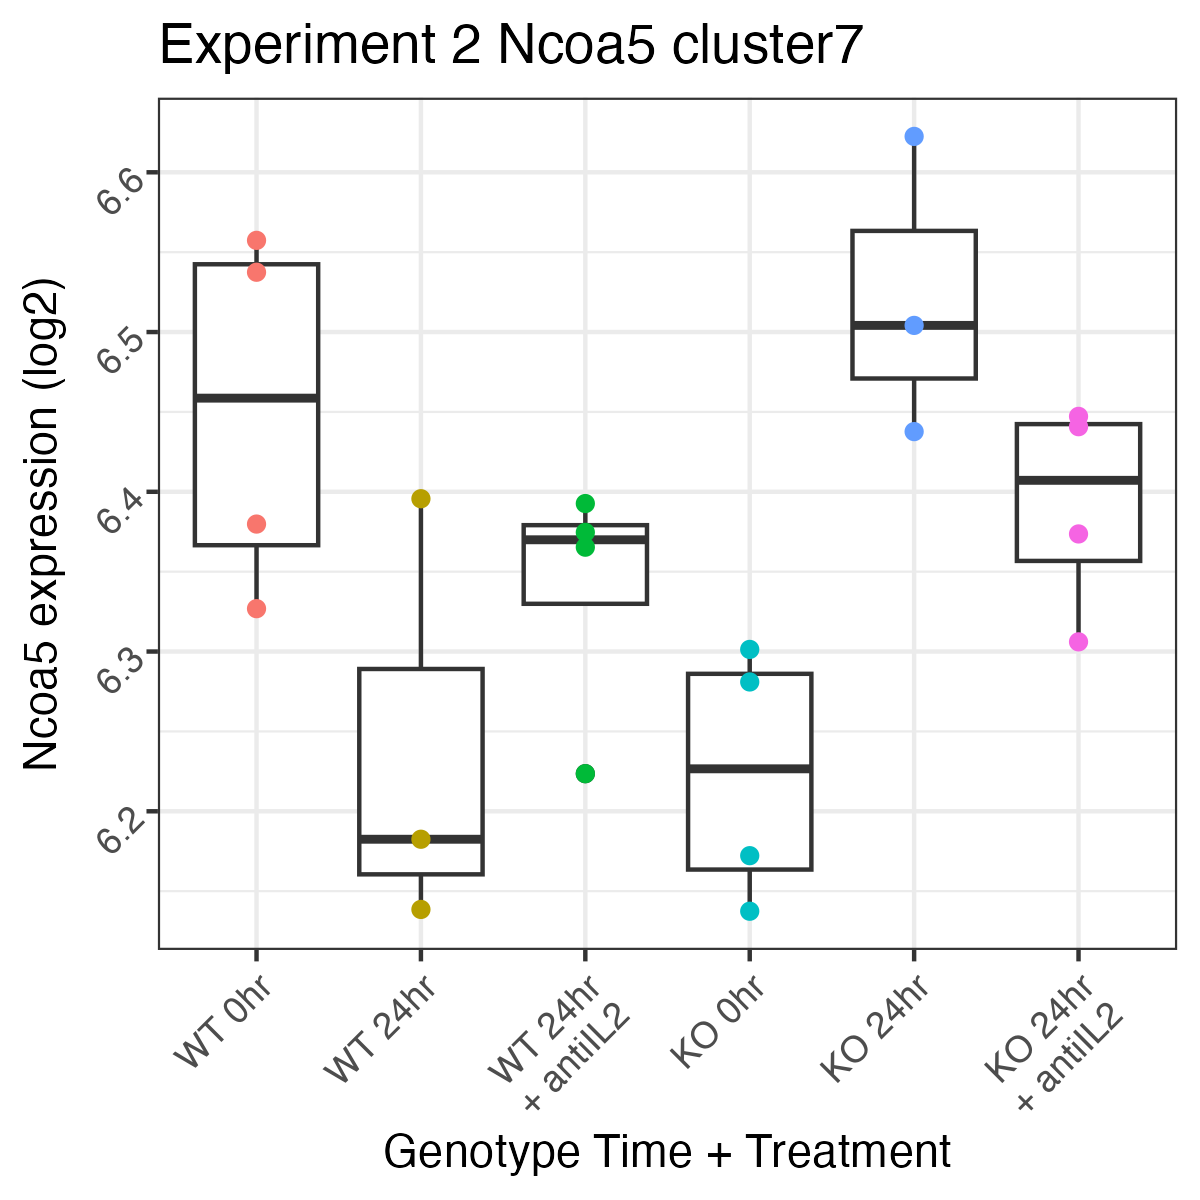 Experiment 2 Ncoa5 cluster7
Ncoa5 expression (log2)
6.6
6.5
6.4
6.3
6.2
WT 0hr
WT 24hr
WT 24hr
+ antiIL2
KO 0hr
KO 24hr
KO 24hr
+ antiIL2
Genotype Time + Treatment